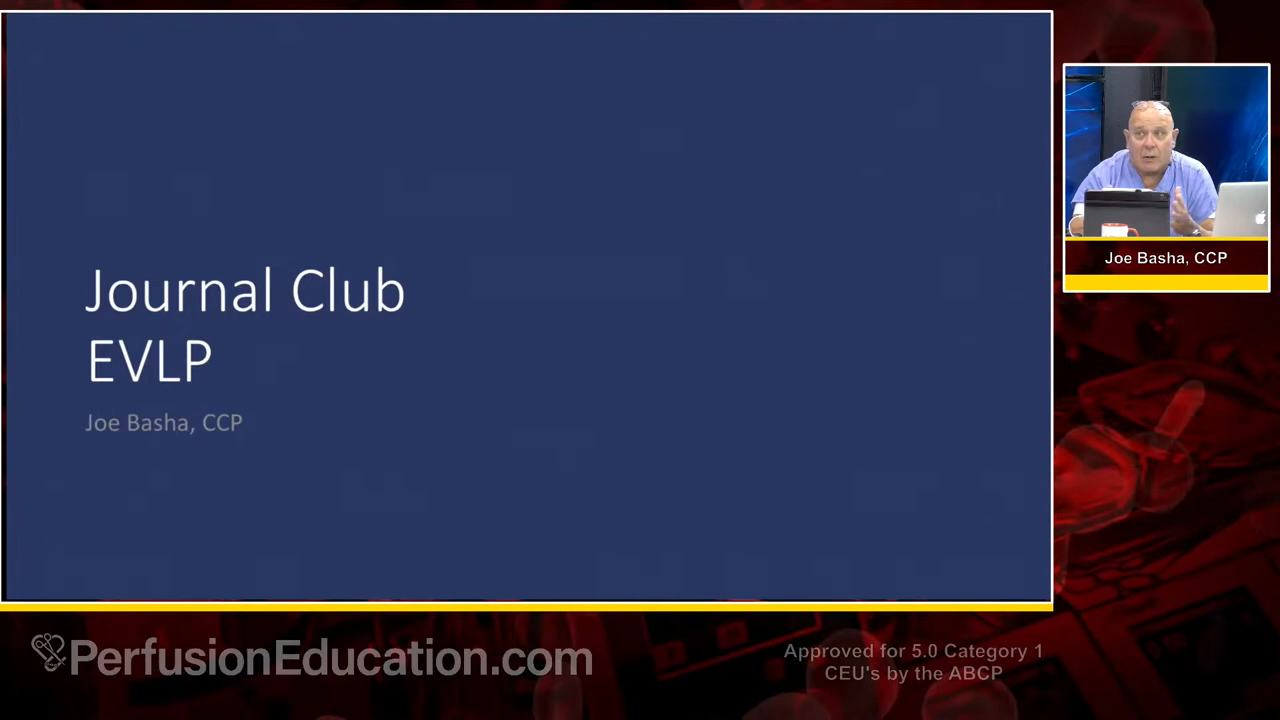 Journal Club
EVLP
Joe Basha, CCP
Joe Basha, CCP
PerfusionEducation.com
Approved for 5.0 Category 1
CEU's by the ABCP